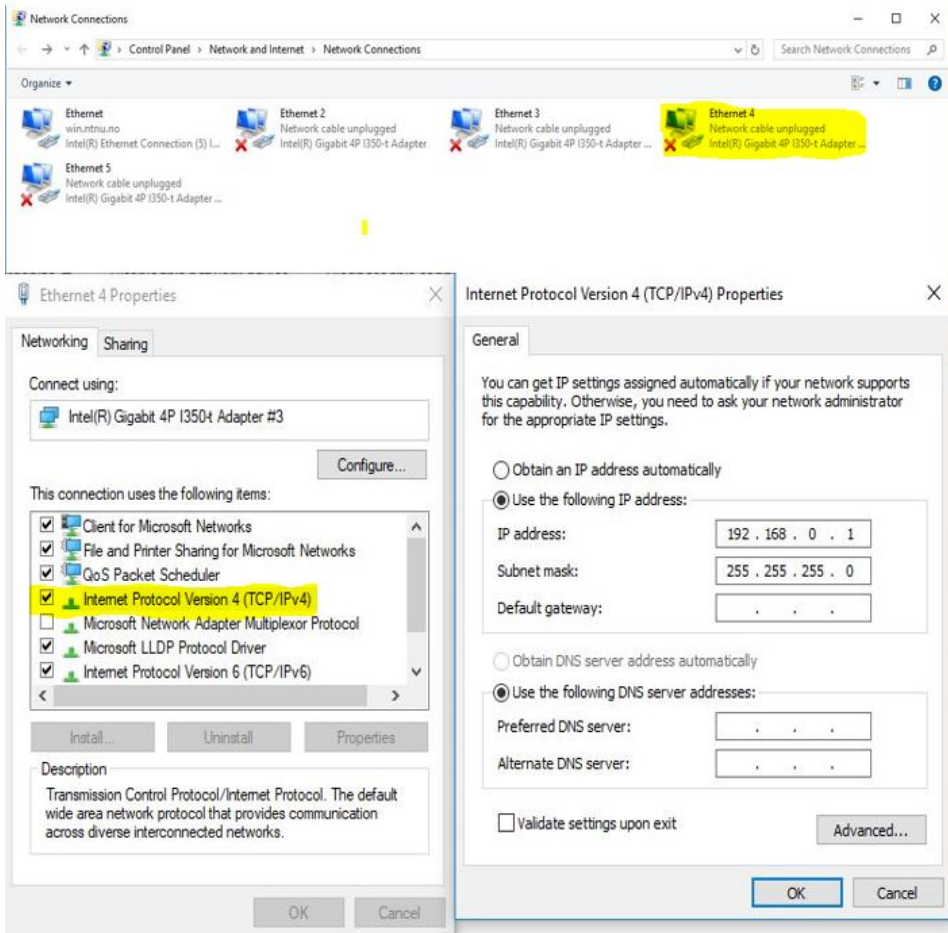 Network Connections
Control Panel › Network and Internet › Network Connections
Search Network Connections
Organize
Ethernet
win.ntnu.no
Intel(R) Ethernet Connection (5) I...
Ethernet 2
Network cable unplugged
Intel(R) Gigabit 4P I350-t Adapter
Ethernet 3
Network cable unplugged
Intel(R) Gigabit 4P I350-t Adapter ...
Ethernet 4
Network cable unplugged
Intel(R) Gigabit 4P I350-t Adapter ...
Ethernet 5
Network cable unplugged
Intel(R) Gigabit 4P I350-t Adapter ...
Ethernet 4 Properties
Networking
Sharing
Connect using:
Intel(R) Gigabit 4P I350-t Adapter #3
Configure...
This connection uses the following items:
Client for Microsoft Networks
File and Printer Sharing for Microsoft Networks
QoS Packet Scheduler
Internet Protocol Version 4 (TCP/IPv4)
Microsoft Network Adapter Multiplexor Protocol
Microsoft LLDP Protocol Driver
Internet Protocol Version 6 (TCP/IPv6)
Install...
Uninstall
Properties
Description
Transmission Control Protocol/Internet Protocol. The default
wide area network protocol that provides communication
across diverse interconnected networks.
OK
Cancel
Internet Protocol Version 4 (TCP/IPv4) Properties
General
You can get IP settings assigned automatically if your network supports
this capability. Otherwise, you need to ask your network administrator
for the appropriate IP settings.
Obtain an IP address automatically
Use the following IP address:
IP address: 192 . 168 . 0 . 1
Subnet mask: 255 . 255 . 255 . 0
Default gateway: . . .
Obtain DNS server address automatically
Use the following DNS server addresses:
Preferred DNS server: . . .
Alternate DNS server: . . .
Validate settings upon exit
Advanced...
OK
Cancel